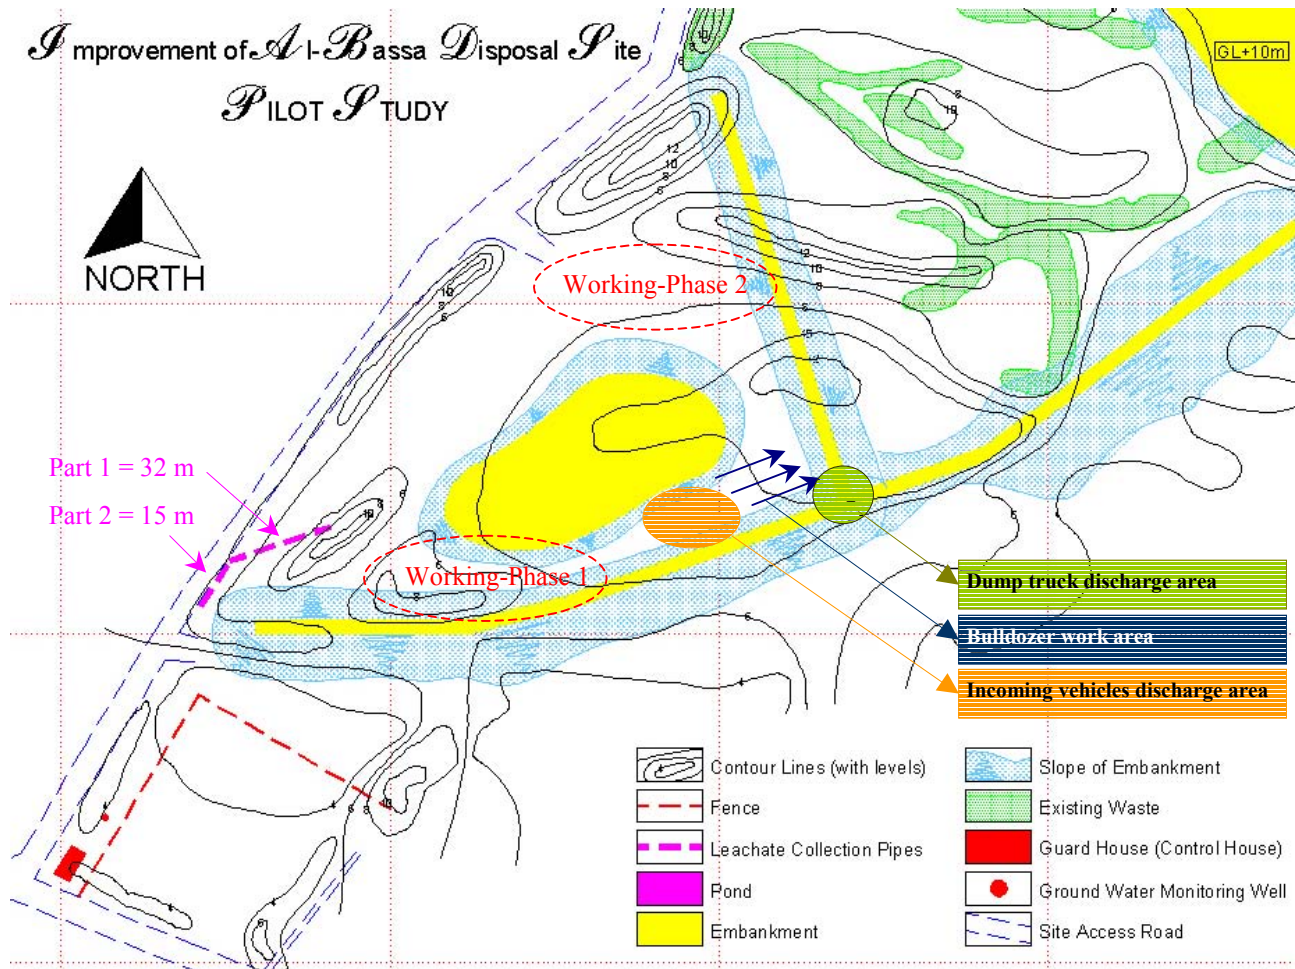 Improvement of Al-Bassa Disposal Site
PILOT STUDY
GL+10m
NORTH
Working-Phase 2
Part 1 = 32 m
Part 2 = 15 m
Working-Phase 1
Dump truck discharge area
Bulldozer work area
Incoming vehicles discharge area
Contour Lines (with levels)
Fence
Leachate Collection Pipes
Pond
Embankment
Slope of Embankment
Existing Waste
Guard House (Control House)
Ground Water Monitoring Well
Site Access Road